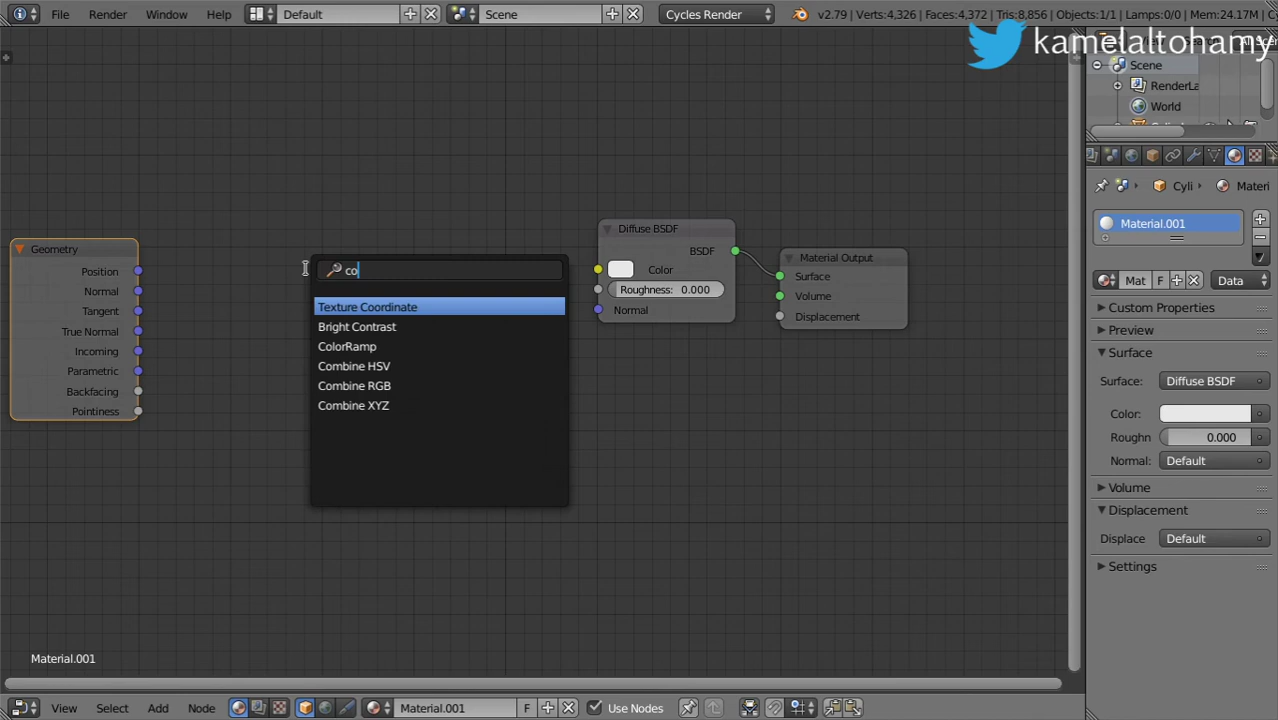 File Render Window Help Default Scene Cycles Render v2.79 | Verts:4,326 | Faces:4,372 | Tris:8,856 | Objects:1/1 | Lamps:0/0 | Mem:24.17M
kamelaltohamy
Scene
RenderLa
World
Cyli Materi
Material.001
Mat F Data
Custom Properties
Preview
Surface
Surface: Diffuse BSDF
Color:
Roughn 0.000
Normal: Default
Volume
Displacement
Displace Default
Settings
Geometry
Position
Normal
Tangent
True Normal
Incoming
Parametric
Backfacing
Pointiness
co
Texture Coordinate
Bright Contrast
ColorRamp
Combine HSV
Combine RGB
Combine XYZ
Diffuse BSDF
BSDF
Color
Roughness: 0.000
Normal
Material Output
Surface
Volume
Displacement
Material.001
View Select Add Node Material.001 F Use Nodes